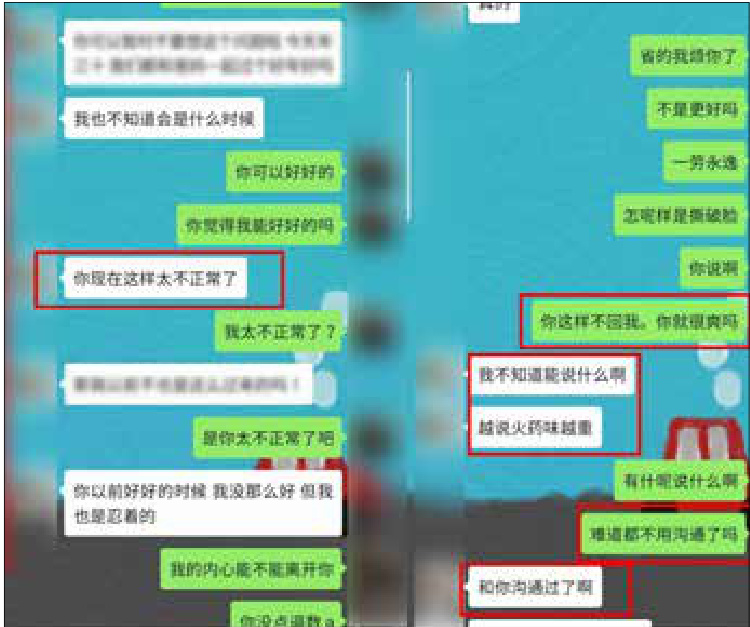 我也不知道会是什么时候
你可以好好的
你觉得我能好好的吗
你现在这样太不正常了
我太不正常了？
是你太不正常了吧
你以前好好的时候 我没那么好 但我
也是忍着的
我的内心能不能离开你
你没点逼数a
真的
省的我烦你了
不是更好吗
一劳永逸
怎呢样是撕破脸
你说啊
你这样不回我。你就很爽吗
我不知道能说什么啊
越说火药味越重
有什呢说什么啊
难道都不用沟通了吗
和你沟通过了啊